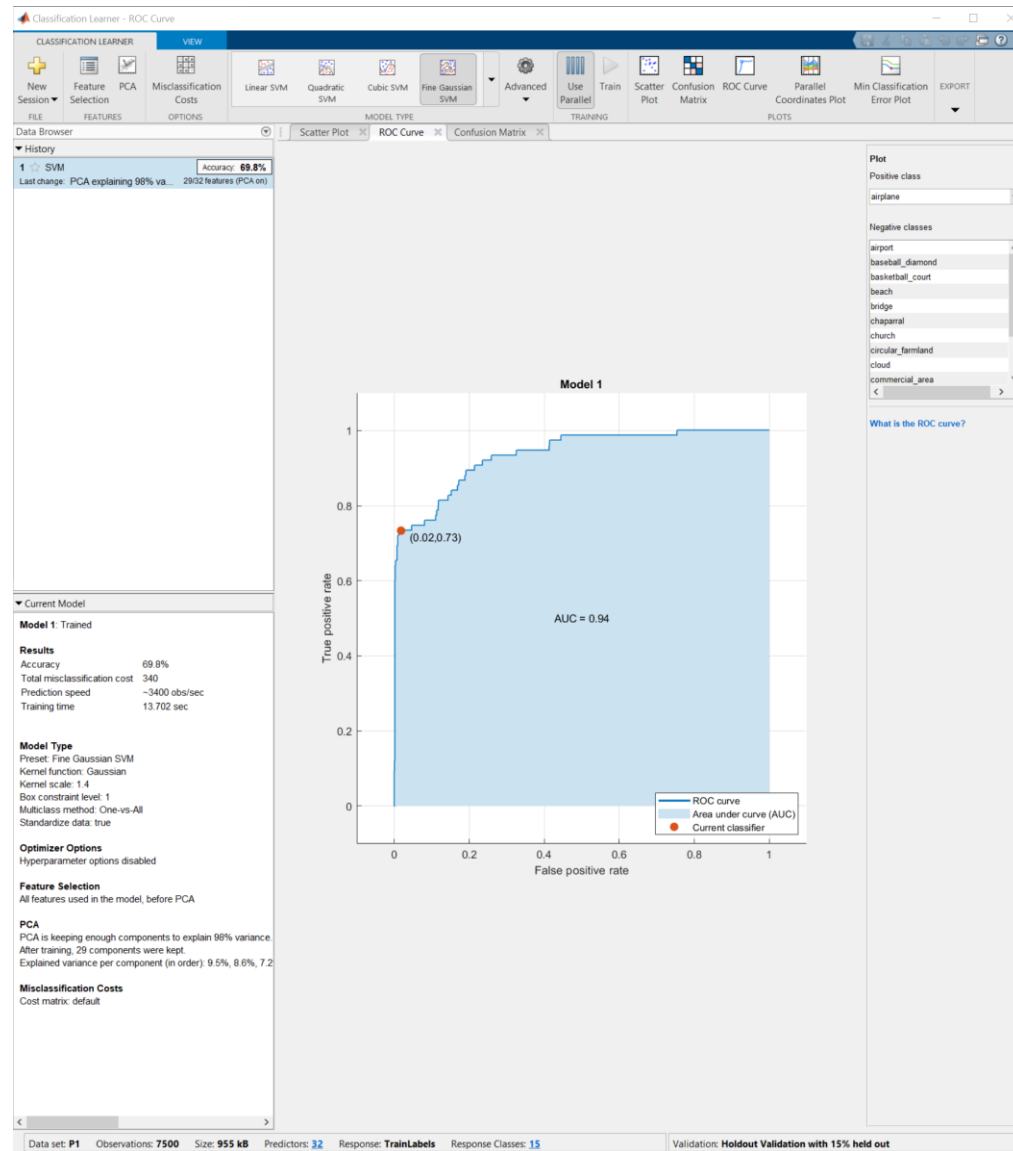 Classification Learner - ROC Curve
CLASSIFICATION LEARNER VIEW
New Session
Feature Selection
PCA
Misclassification Costs
Linear SVM
Quadratic SVM
Cubic SVM
Fine Gaussian SVM
Advanced
Use Parallel
Train
Scatter Plot
Confusion Matrix
ROC Curve
Parallel Coordinates Plot
Min Classification Error Plot
EXPORT
FILE FEATURES OPTIONS MODEL TYPE TRAINING PLOTS
Data Browser
Scatter Plot ROC Curve Confusion Matrix
History
1 SVM Accuracy: 69.8%
Last change: PCA explaining 98% va... 29/32 features (PCA on)
Current Model
Model 1: Trained
Results
Accuracy 69.8%
Total misclassification cost 340
Prediction speed ~3400 obs/sec
Training time 13.702 sec
Model Type
Preset: Fine Gaussian SVM
Kernel function: Gaussian
Kernel scale: 1.4
Box constraint level: 1
Multiclass method: One-vs-All
Standardize data: true
Optimizer Options
Hyperparameter options disabled
Feature Selection
All features used in the model, before PCA
PCA
PCA is keeping enough components to explain 98% variance.
After training, 29 components were kept.
Explained variance per component (in order): 9.5%, 8.6%, 7.2
Misclassification Costs
Cost matrix: default
Model 1
True positive rate
1
0.8
0.6
0.4
0.2
0
(0.02,0.73)
AUC = 0.94
ROC curve
Area under curve (AUC)
Current classifier
0 0.2 0.4 0.6 0.8 1
False positive rate
Plot
Positive class
airplane
Negative classes
airport
baseball_diamond
basketball_court
beach
bridge
chaparral
church
circular_farmland
cloud
commercial_area
What is the ROC curve?
Data set: P1 Observations: 7500 Size: 955 kB Predictors: 32 Response: TrainLabels Response Classes: 15 Validation: Holdout Validation with 15% held out